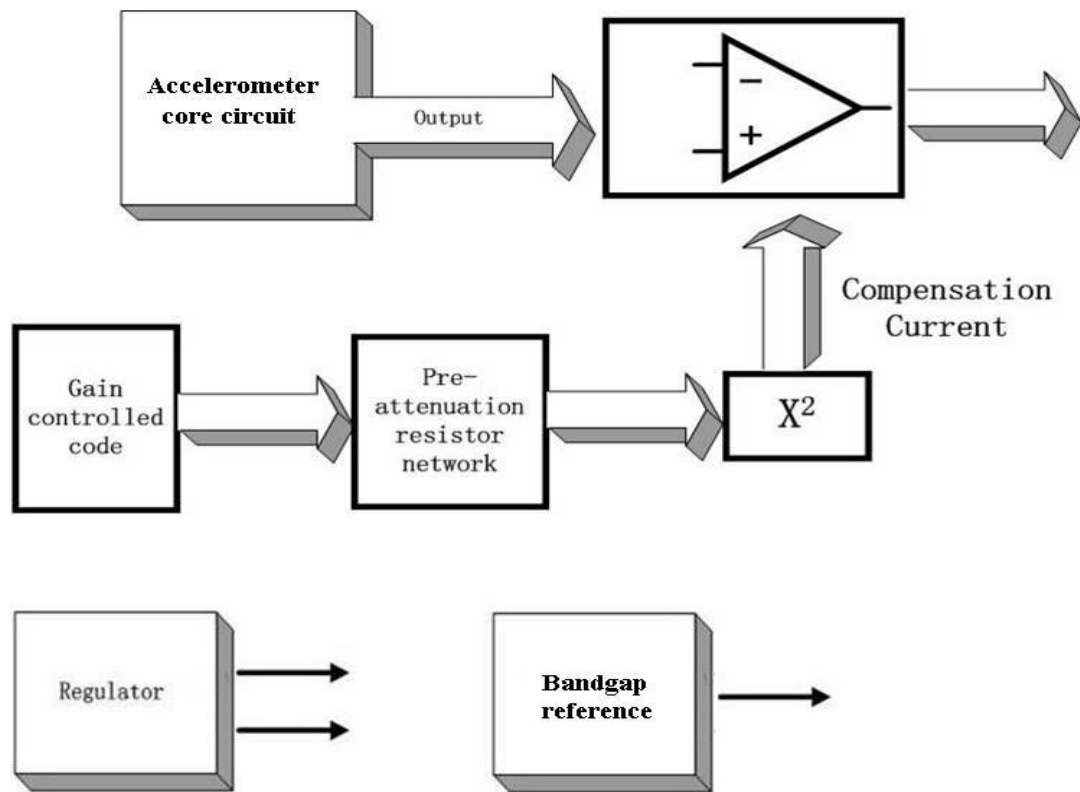 Accelerometer
core circuit
Output
−
+
Compensation
Current
Gain
controlled
code
Pre-
attenuation
resistor
network
X²
Regulator
Bandgap
reference